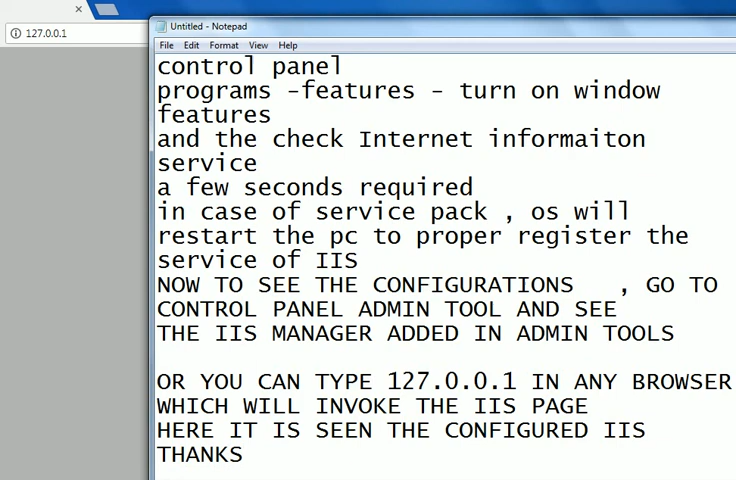 127.0.0.1
Untitled - Notepad
File Edit Format View Help
control panel
programs -features - turn on window
features
and the check Internet informaiton
service
a few seconds required
in case of service pack , os will
restart the pc to proper register the
service of IIS
NOW TO SEE THE CONFIGURATIONS , GO TO
CONTROL PANEL ADMIN TOOL AND SEE
THE IIS MANAGER ADDED IN ADMIN TOOLS
OR YOU CAN TYPE 127.0.0.1 IN ANY BROWSER
WHICH WILL INVOKE THE IIS PAGE
HERE IT IS SEEN THE CONFIGURED IIS
THANKS